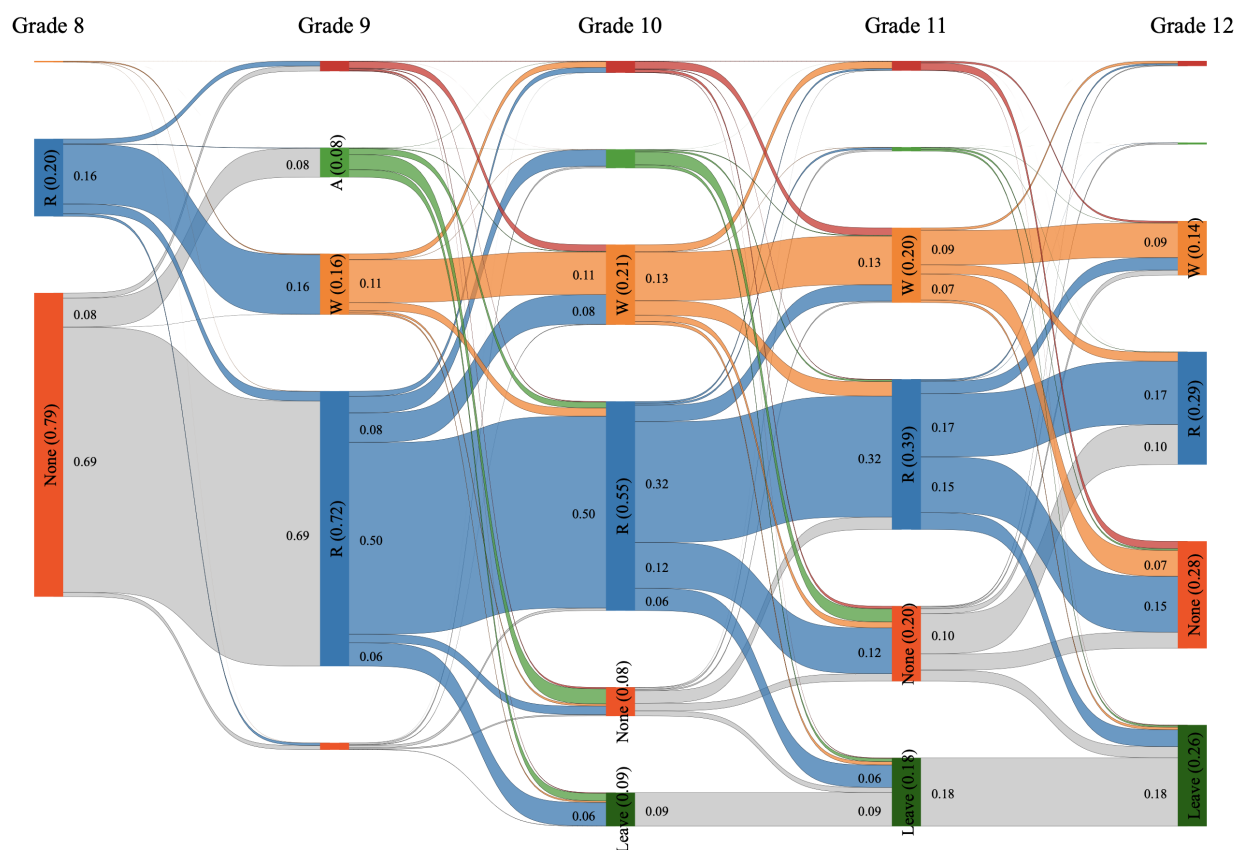 Grade 8
Grade 9
Grade 10
Grade 11
Grade 12
R (0.20)
0.16
None (0.79)
0.08
0.69
0.08
A (0.08)
0.16
W (0.16)
0.11
0.69
R (0.72)
0.08
0.50
0.06
0.11
0.08
W (0.21)
0.13
0.50
R (0.55)
0.32
0.12
0.06
None (0.08)
0.06
Leave (0.09)
0.09
0.13
W (0.20)
0.09
0.07
0.32
R (0.39)
0.17
0.15
0.12
None (0.20)
0.10
0.06
0.09
Leave (0.18)
0.18
0.09
W (0.14)
0.17
0.10
R (0.29)
0.07
0.15
None (0.28)
0.18
Leave (0.26)